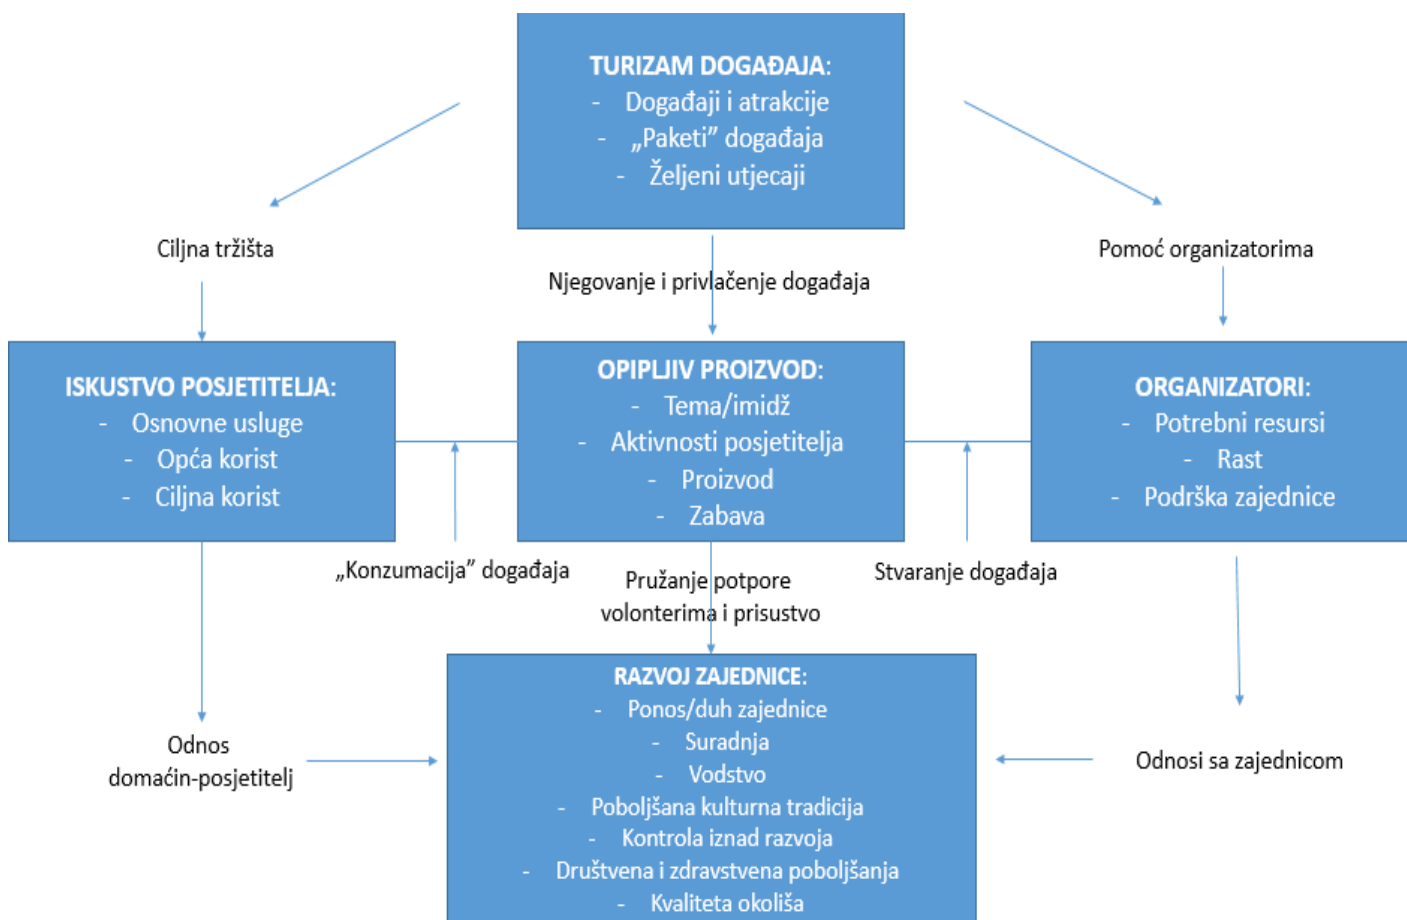 TURIZAM DOGAĐAJA:
- Događaji i atrakcije
- „Paketi” događaja
- Željeni utjecaji
Ciljna tržišta
Njegovanje i privlačenje događaja
Pomoć organizatorima
ISKUSTVO POSJETITELJA:
- Osnovne usluge
- Opća korist
- Ciljna korist
OPIPLJIV PROIZVOD:
- Tema/imidž
- Aktivnosti posjetitelja
- Proizvod
- Zabava
ORGANIZATORI:
- Potrebni resursi
- Rast
- Podrška zajednice
„Konzumacija” događaja
Pružanje potpore
volonterima i prisustvo
Stvaranje događaja
RAZVOJ ZAJEDNICE:
- Ponos/duh zajednice
- Suradnja
- Vodstvo
- Poboljšana kulturna tradicija
- Kontrola iznad razvoja
- Društvena i zdravstvena poboljšanja
- Kvaliteta okoliša
Odnos
domaćin-posjetitelj
Odnosi sa zajednicom